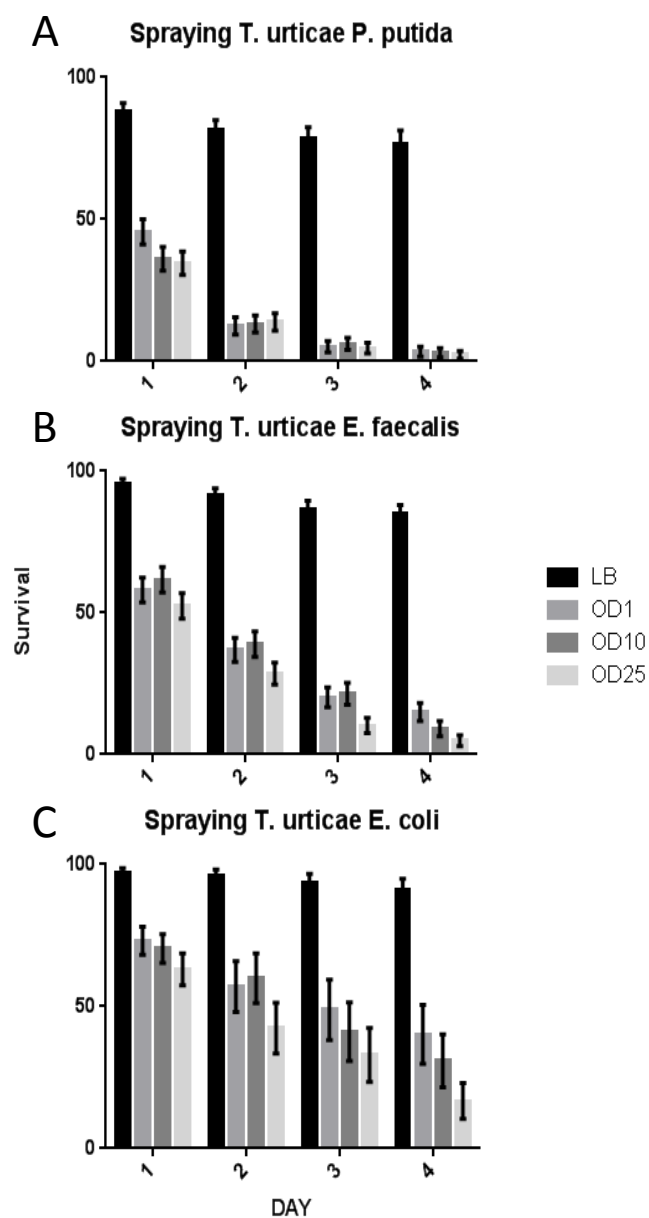 A
Spraying T. urticae P. putida
100
50
0
1 2 3 4
B
Spraying T. urticae E. faecalis
100
50
0
1 2 3 4
Survival
LB
OD1
OD10
OD25
C
Spraying T. urticae E. coli
100
50
0
1 2 3 4
DAY